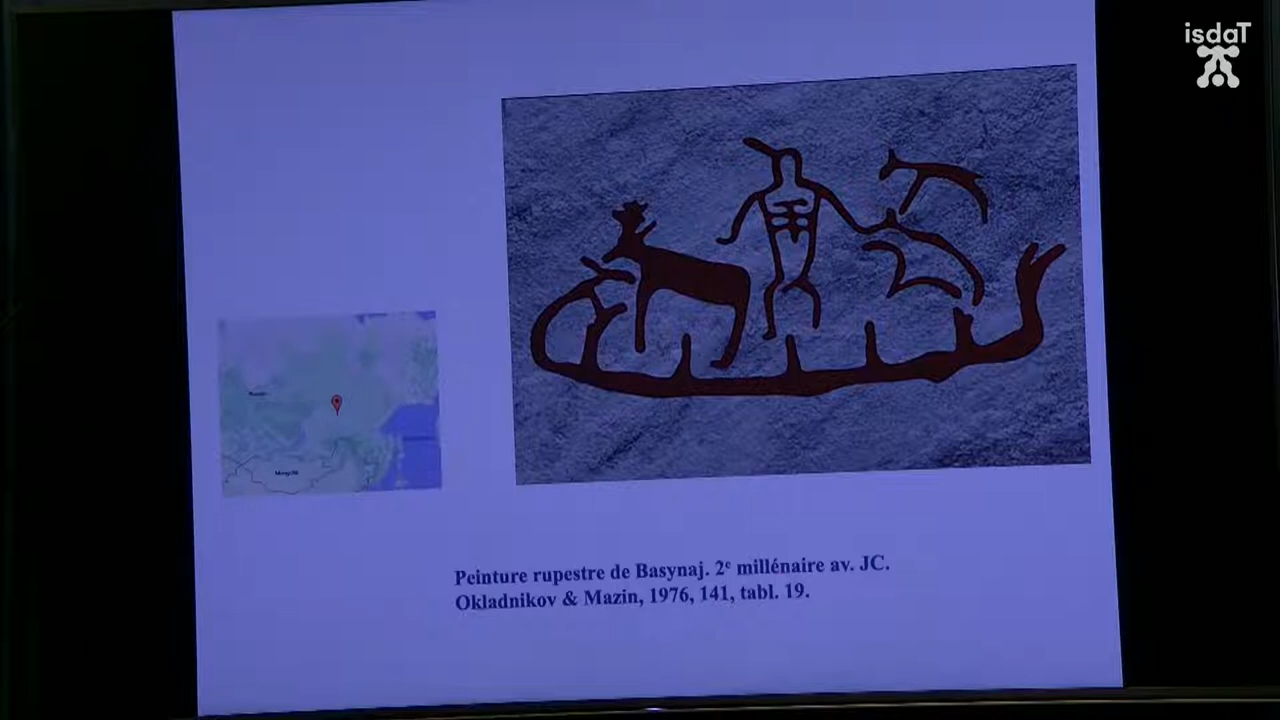 isdaT
Peinture rupestre de Basynaj. 2e millénaire av. JC.
Okladnikov & Mazin, 1976, 141, tabl. 19.